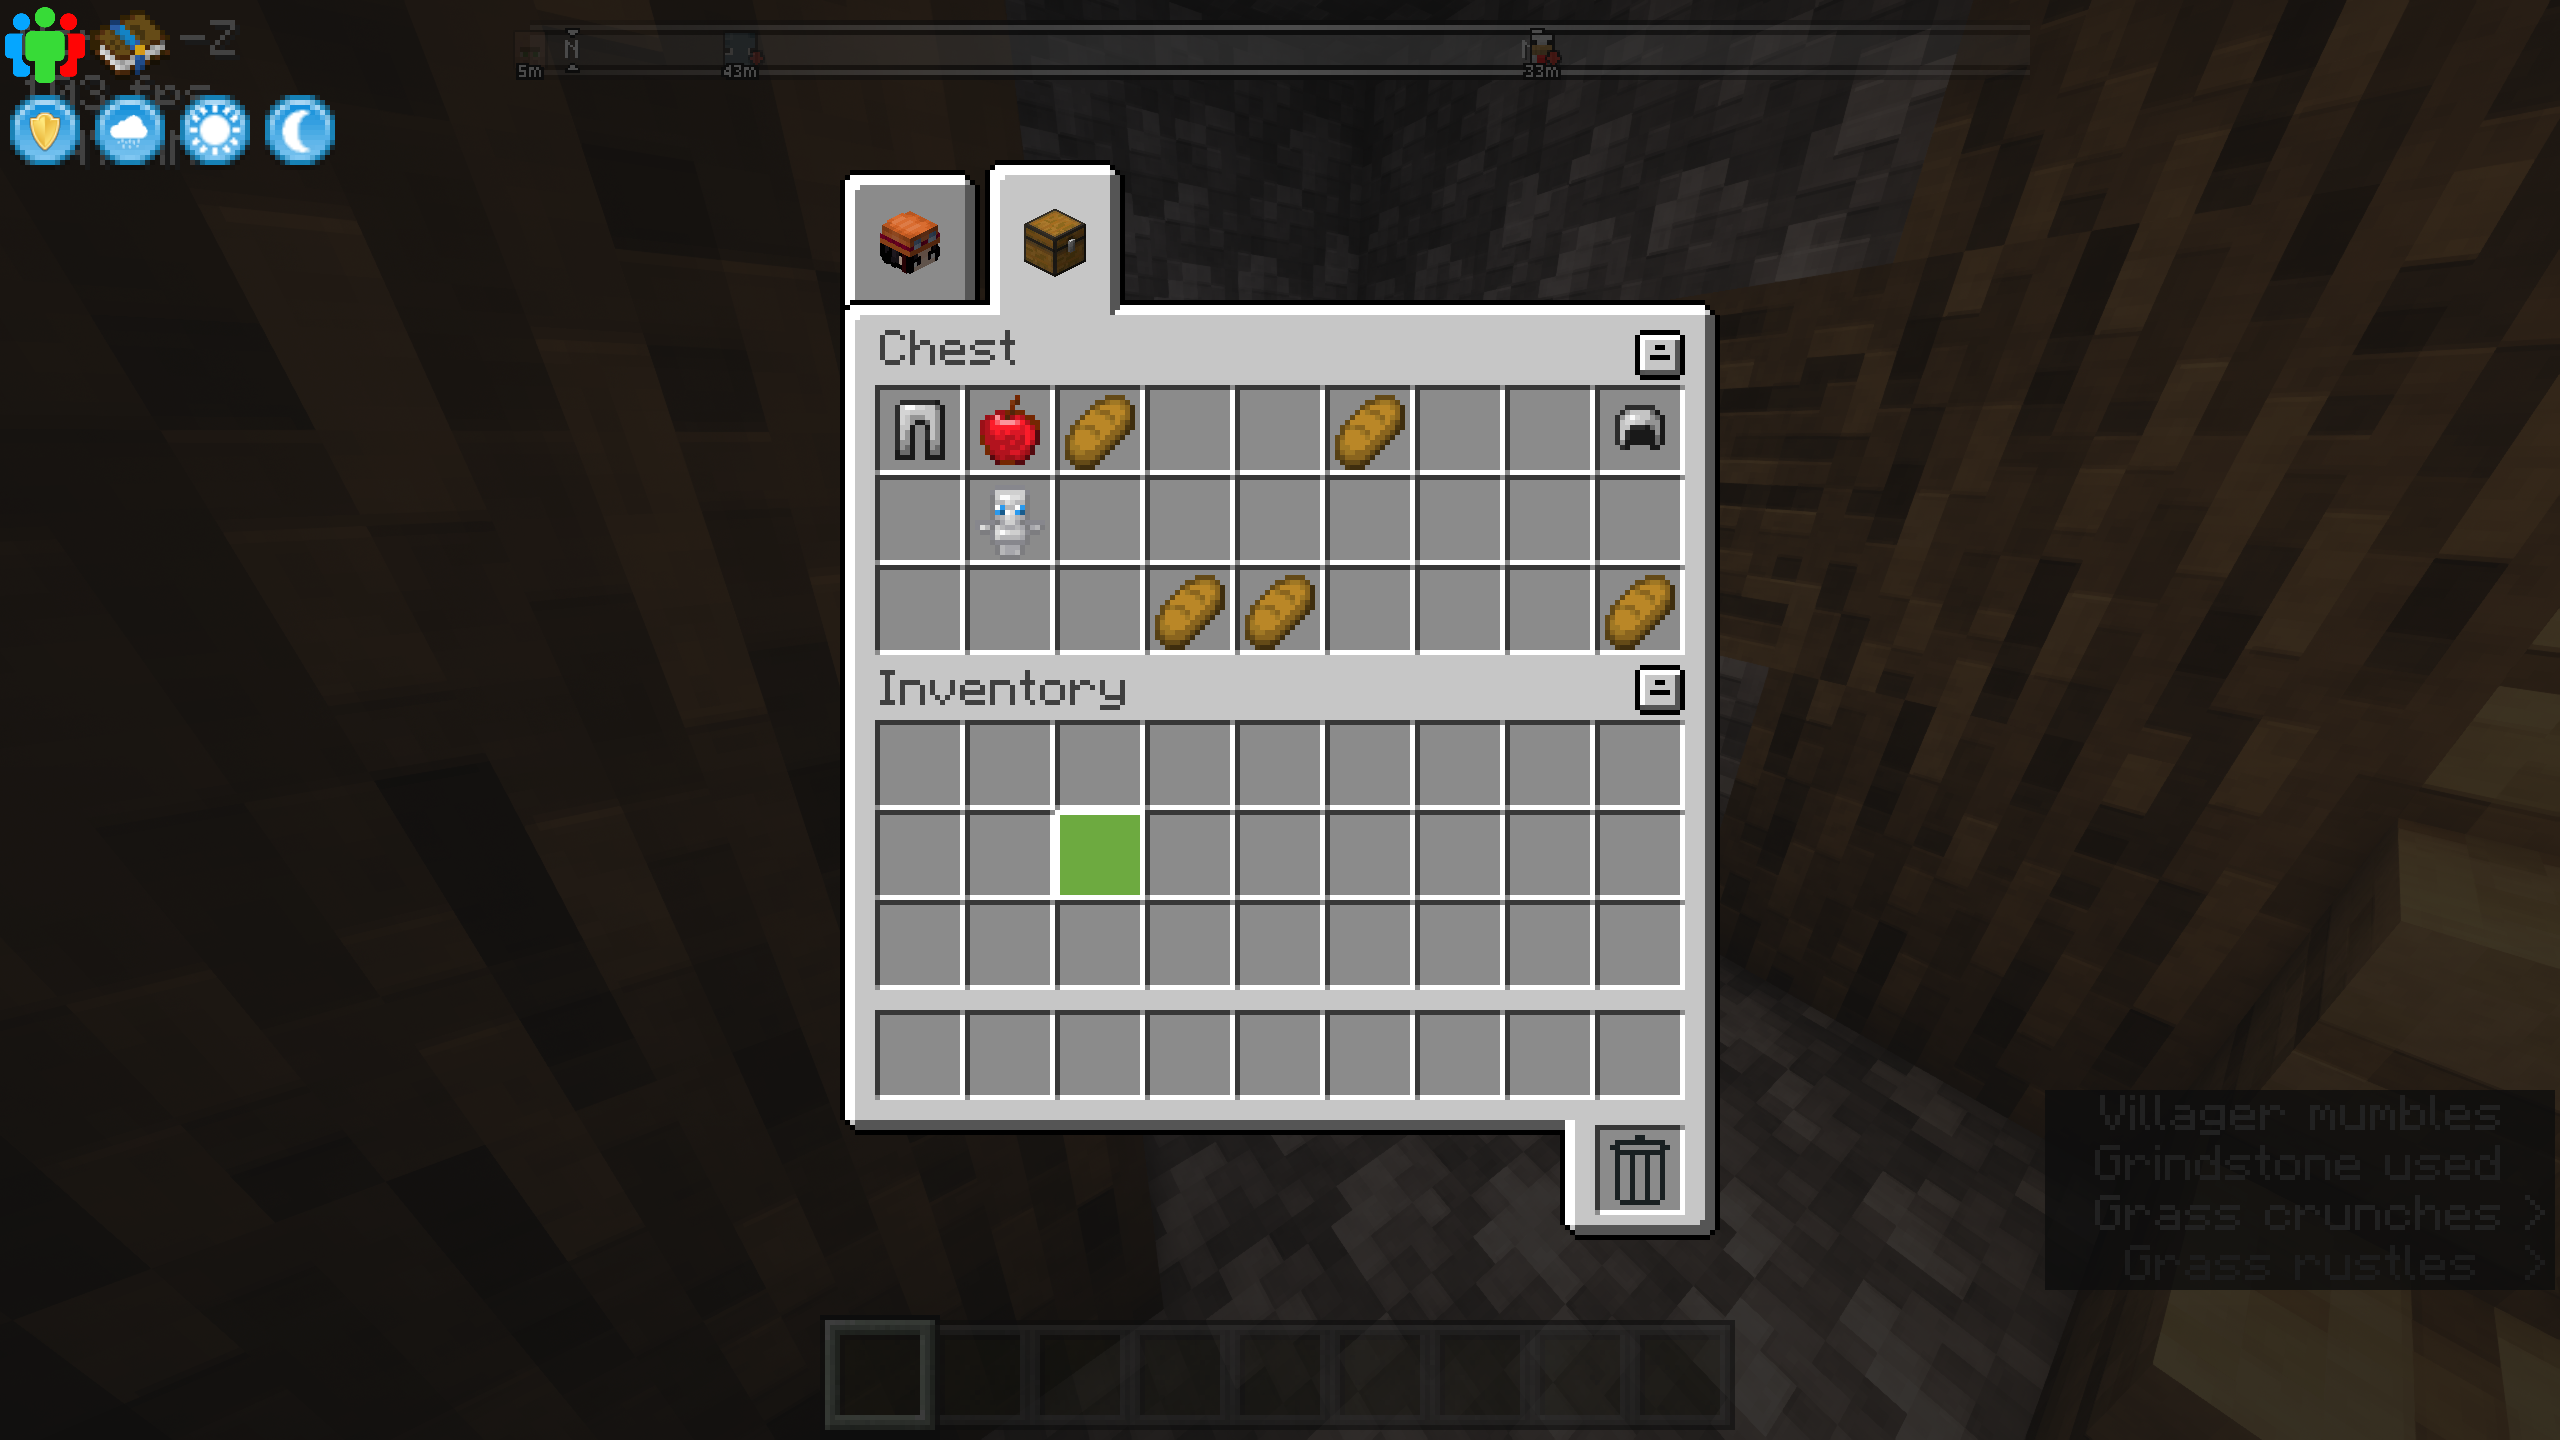 -Z
N
5m
43m
33m
Chest
Inventory
Villager mumbles
Grindstone used
Grass crunches >
Grass rustles >